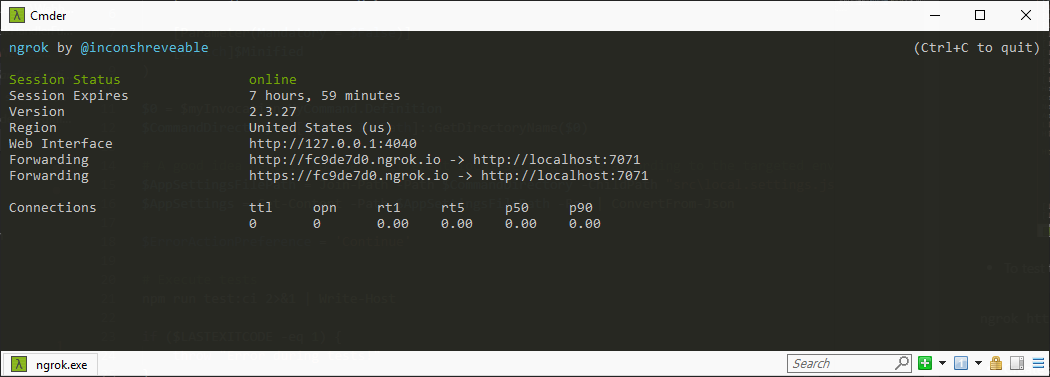 Cmder
ngrok by @inconshreveable (Ctrl+C to quit)
Session Status online
Session Expires 7 hours, 59 minutes
Version 2.3.27
Region United States (us)
Web Interface http://127.0.0.1:4040
Forwarding http://fc9de7d0.ngrok.io -> http://localhost:7071
Forwarding https://fc9de7d0.ngrok.io -> http://localhost:7071
Connections ttl opn rt1 rt5 p50 p90
0 0 0.00 0.00 0.00 0.00
ngrok.exe Search